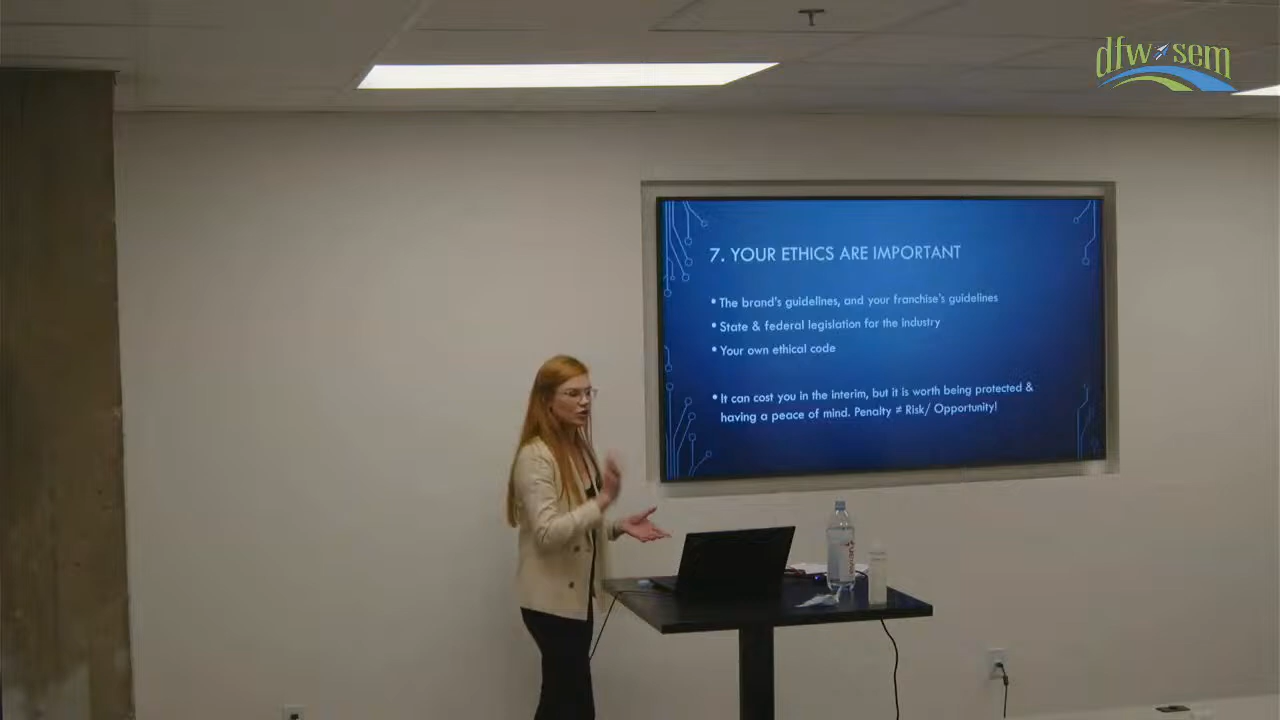 dfw sem
7. YOUR ETHICS ARE IMPORTANT
• The brand's guidelines, and your franchise's guidelines
• State & federal legislation for the industry
• Your own ethical code
• It can cost you in the interim, but it is worth being protected &
having a peace of mind. Penalty ≠ Risk/ Opportunity!